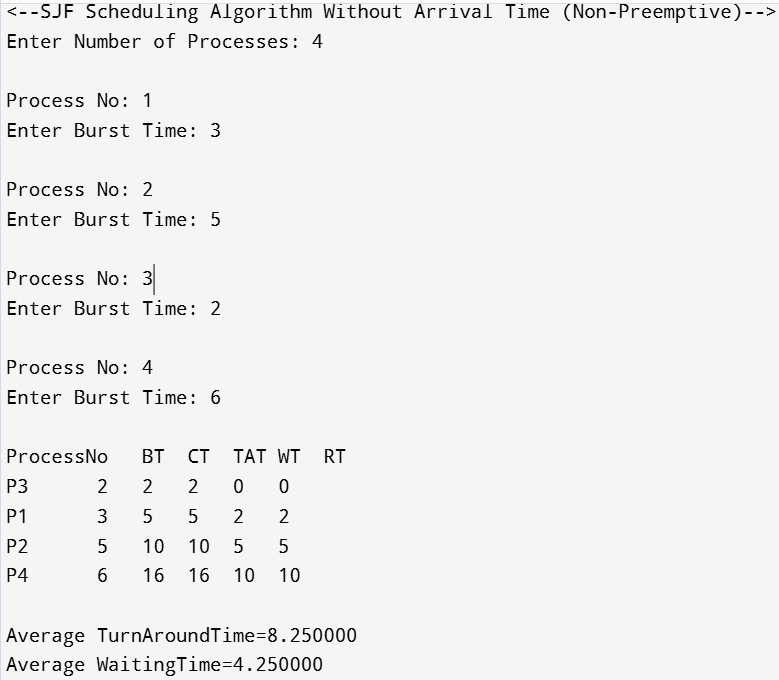 <--SJF Scheduling Algorithm Without Arrival Time (Non-Preemptive)-->
Enter Number of Processes: 4
Process No: 1
Enter Burst Time: 3
Process No: 2
Enter Burst Time: 5
Process No: 3
Enter Burst Time: 2
Process No: 4
Enter Burst Time: 6
ProcessNo BT CT TAT WT RT
P3 2 2 2 0 0
P1 3 5 5 2 2
P2 5 10 10 5 5
P4 6 16 16 10 10
Average TurnAroundTime=8.250000
Average WaitingTime=4.250000